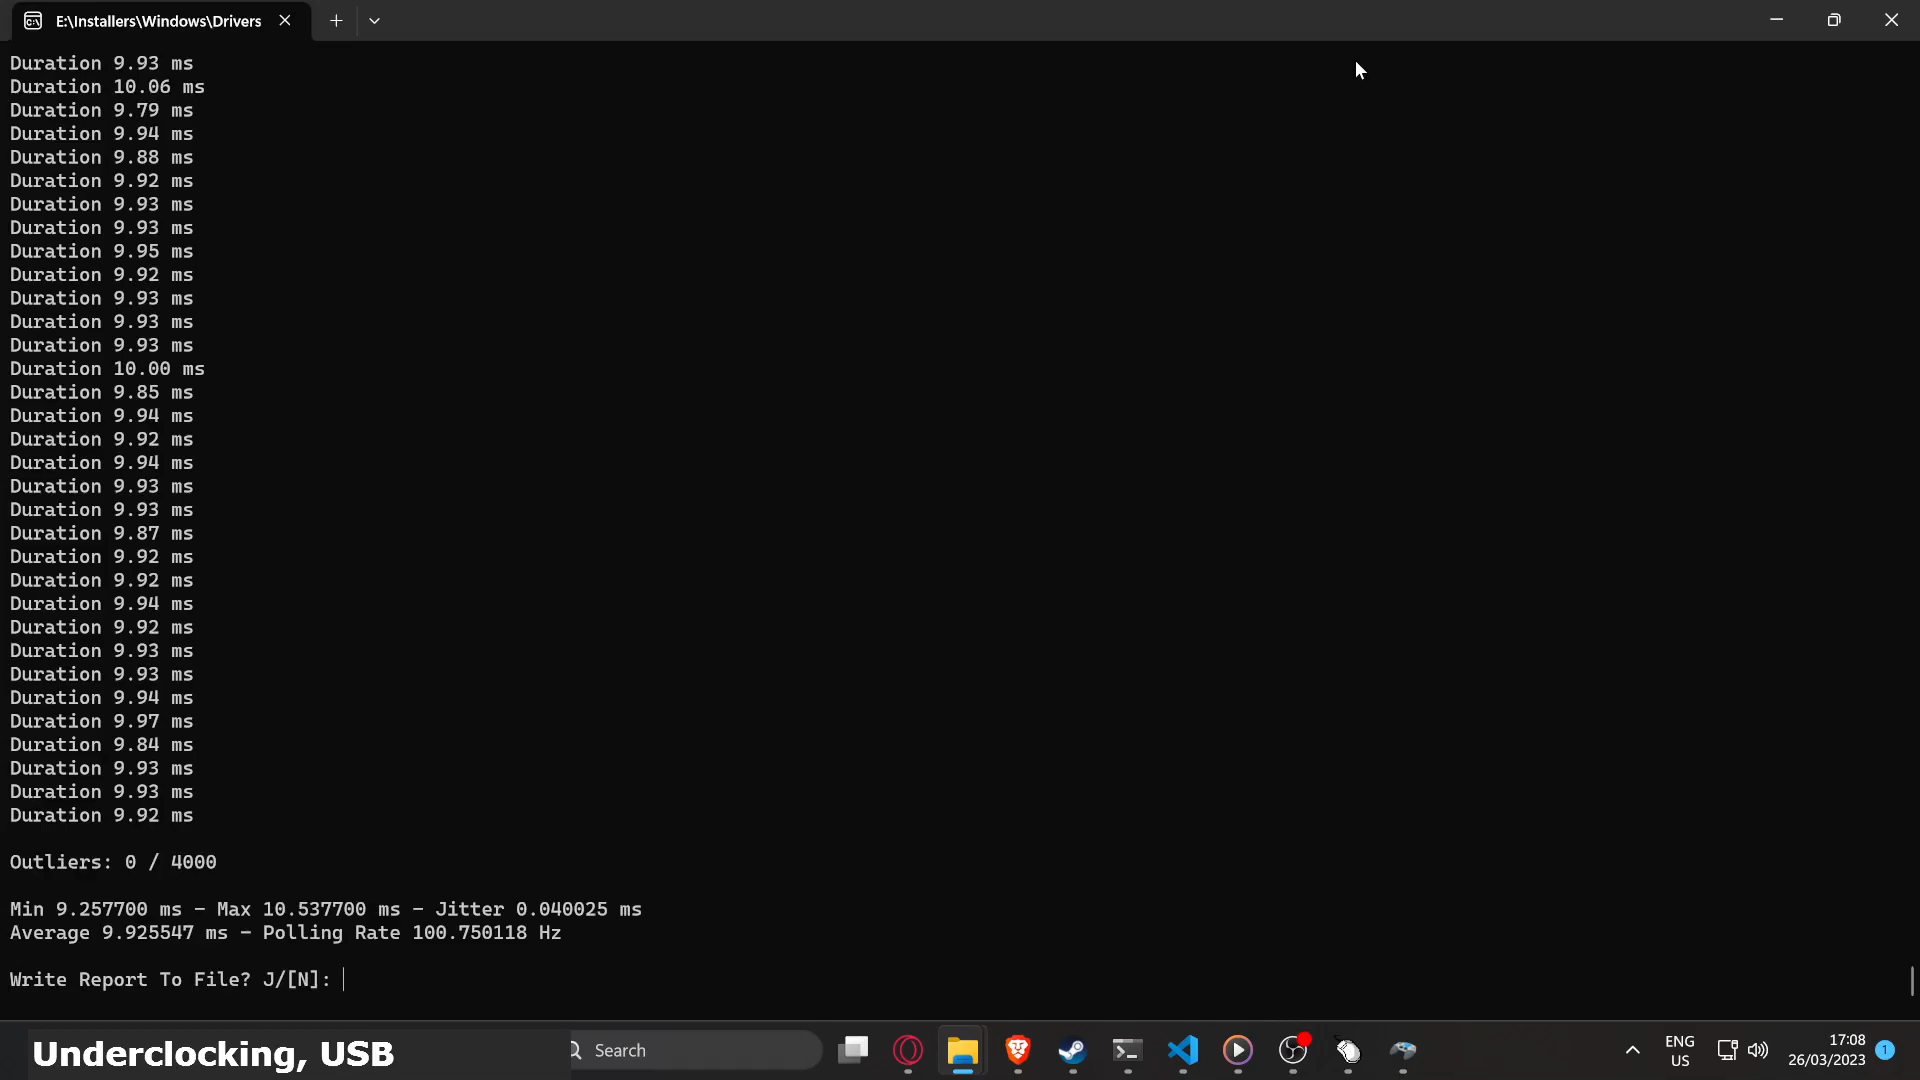 E:\Installers\Windows\Drivers
Duration 9.93 ms
Duration 10.06 ms
Duration 9.79 ms
Duration 9.94 ms
Duration 9.88 ms
Duration 9.92 ms
Duration 9.93 ms
Duration 9.93 ms
Duration 9.95 ms
Duration 9.92 ms
Duration 9.93 ms
Duration 9.93 ms
Duration 9.93 ms
Duration 10.00 ms
Duration 9.85 ms
Duration 9.94 ms
Duration 9.92 ms
Duration 9.94 ms
Duration 9.93 ms
Duration 9.93 ms
Duration 9.87 ms
Duration 9.92 ms
Duration 9.92 ms
Duration 9.94 ms
Duration 9.92 ms
Duration 9.93 ms
Duration 9.93 ms
Duration 9.94 ms
Duration 9.97 ms
Duration 9.84 ms
Duration 9.93 ms
Duration 9.93 ms
Duration 9.92 ms
Outliers: 0 / 4000
Min 9.257700 ms - Max 10.537700 ms - Jitter 0.040025 ms
Average 9.925547 ms - Polling Rate 100.750118 Hz
Write Report To File? J/[N]:
Underclocking, USB
Search
ENG
US
17:08
26/03/2023
1